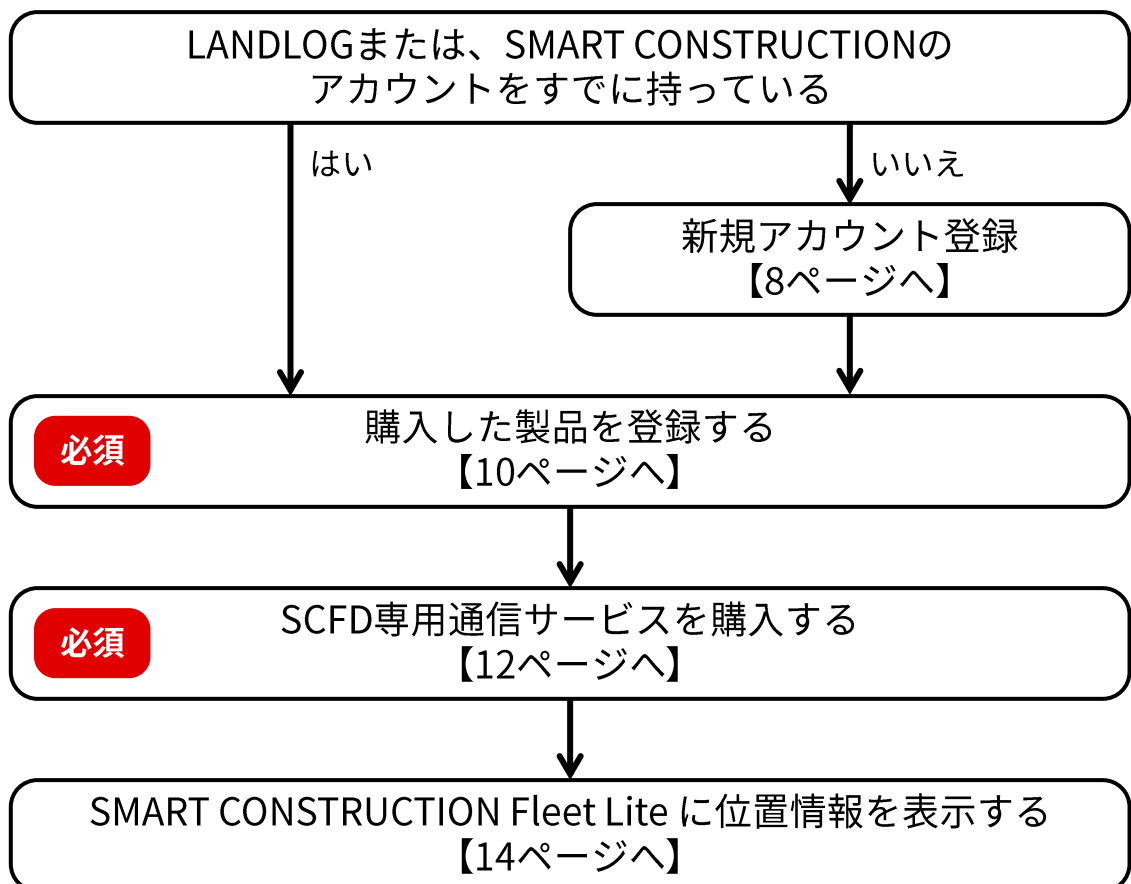 LANDLOGまたは、SMART CONSTRUCTIONの
アカウントをすでに持っている
はい
いいえ
新規アカウント登録
【8ページへ】
必須
購入した製品を登録する
【10ページへ】
必須
SCFD専用通信サービスを購入する
【12ページへ】
SMART CONSTRUCTION Fleet Lite に位置情報を表示する
【14ページへ】